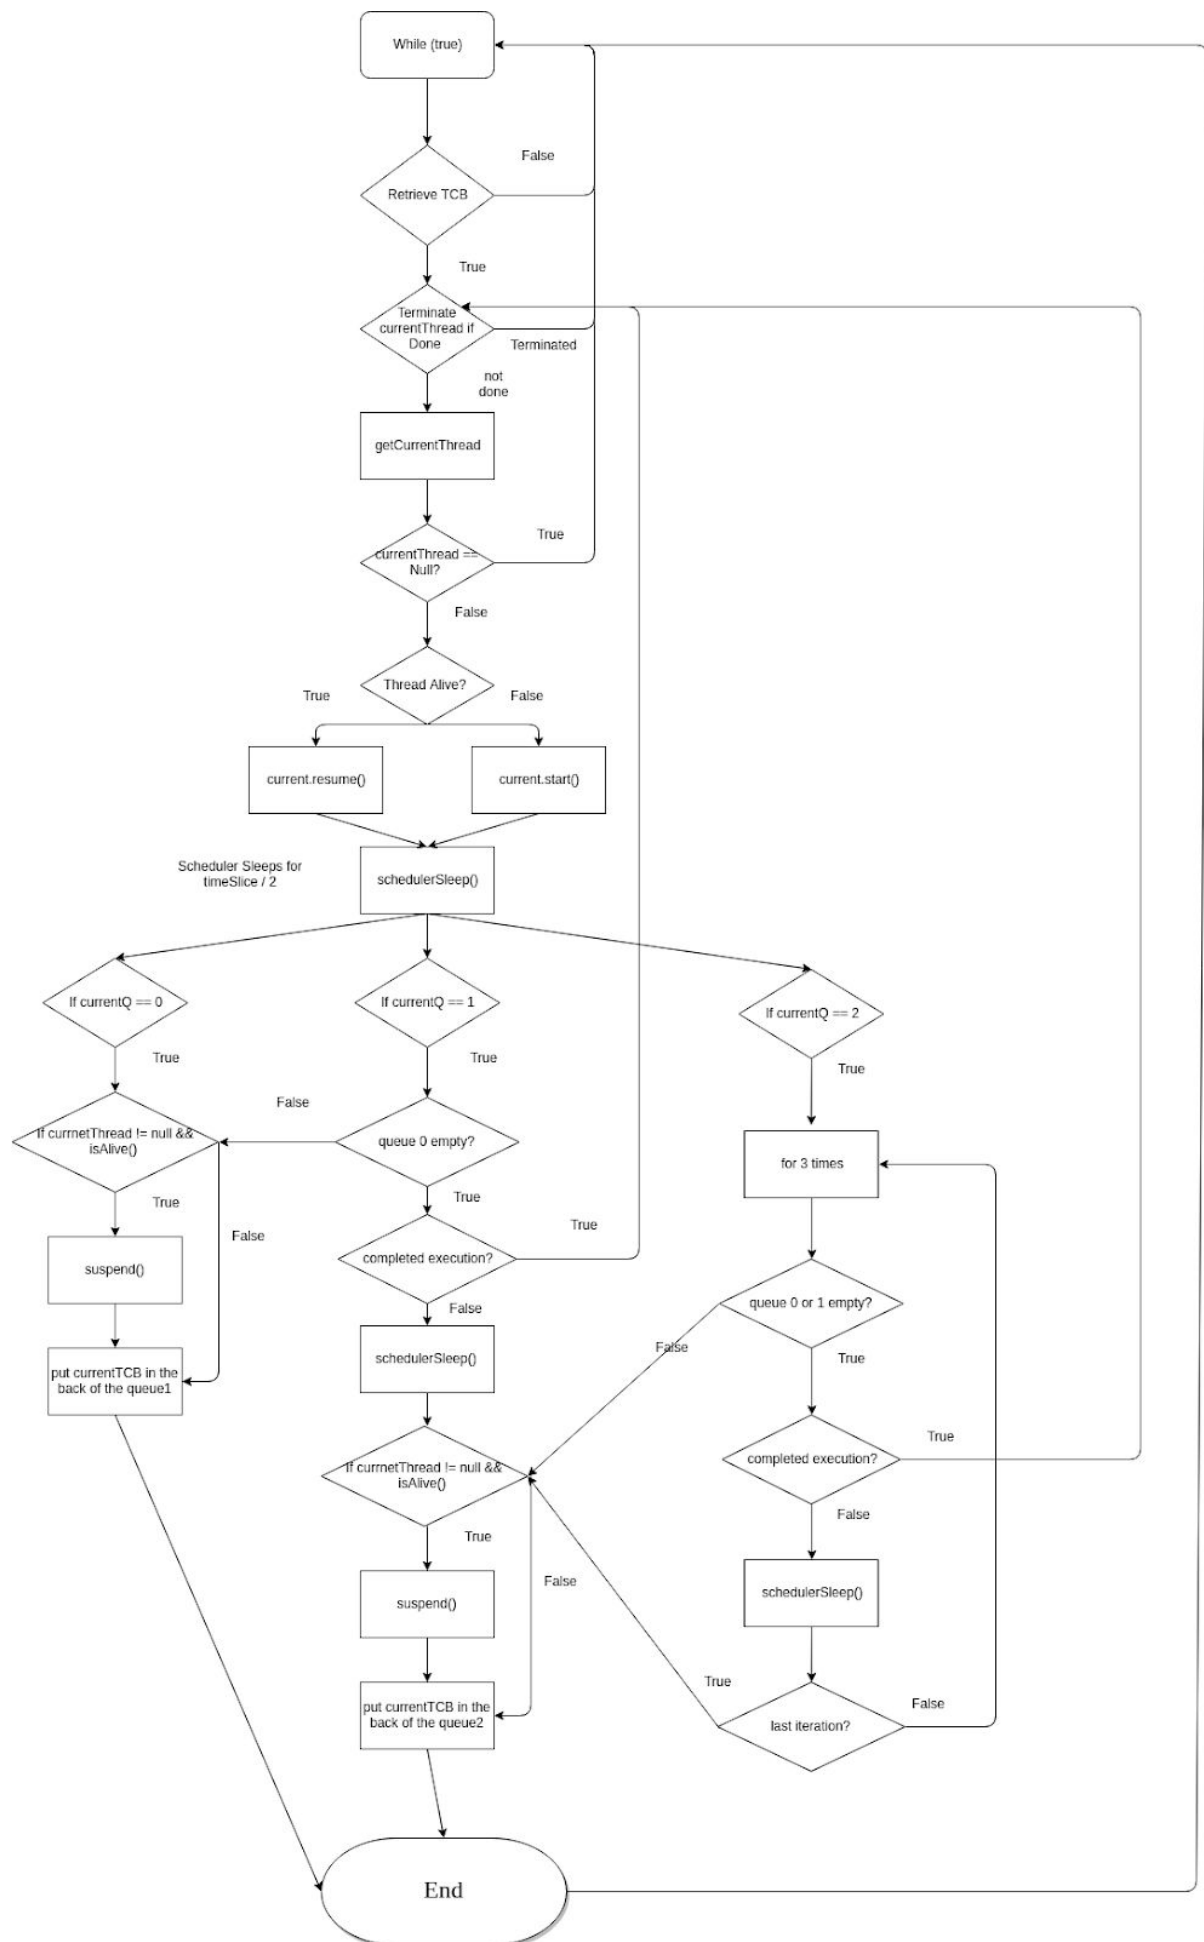 While (true)
False
Retrieve TCB
True
Terminate
currentThread if
Done
Terminated
not
done
getCurrentThread
True
currentThread ==
Null?
False
Thread Alive?
True
False
current.resume()
current.start()
Scheduler Sleeps for
timeSlice / 2
schedulerSleep()
If currentQ == 0
If currentQ == 1
If currentQ == 2
True
True
True
False
If currnetThread != null &&
isAlive()
queue 0 empty?
for 3 times
True
True
False
True
suspend()
completed execution?
queue 0 or 1 empty?
False
False
True
put currentTCB in the
back of the queue1
schedulerSleep()
completed execution?
True
If currnetThread != null &&
isAlive()
False
True
False
suspend()
schedulerSleep()
True
False
put currentTCB in the
back of the queue2
last iteration?
End